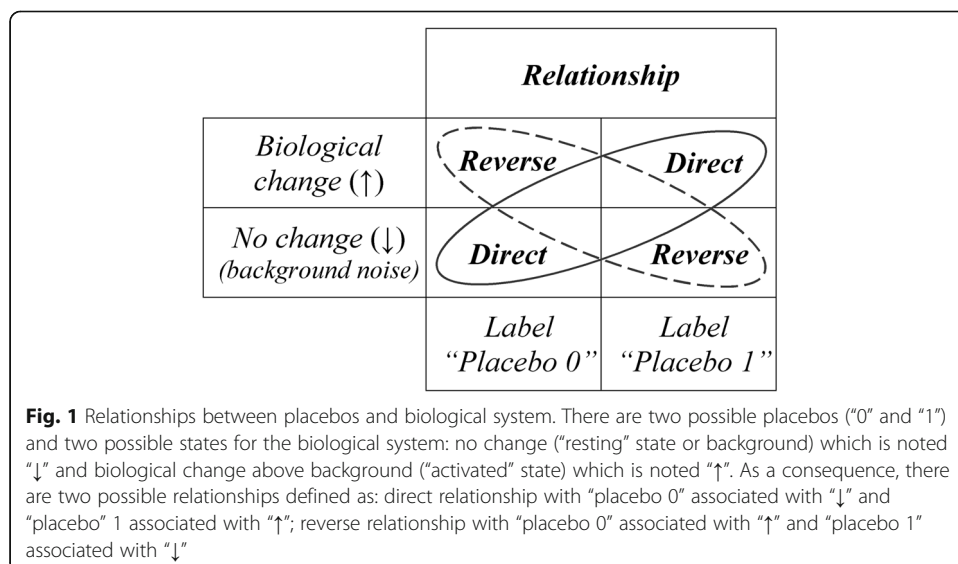 Relationship
Biological
change (↑)
Reverse
Direct
No change (↓)
(background noise)
Direct
Reverse
Label
“Placebo 0”
Label
“Placebo 1”
Fig. 1 Relationships between placebos and biological system. There are two possible placebos (“0” and “1”)
and two possible states for the biological system: no change (“resting” state or background) which is noted
“↓” and biological change above background (“activated” state) which is noted “↑”. As a consequence, there
are two possible relationships defined as: direct relationship with “placebo 0” associated with “↓” and
“placebo” 1 associated with “↑”; reverse relationship with “placebo 0” associated with “↑” and “placebo 1”
associated with “↓”